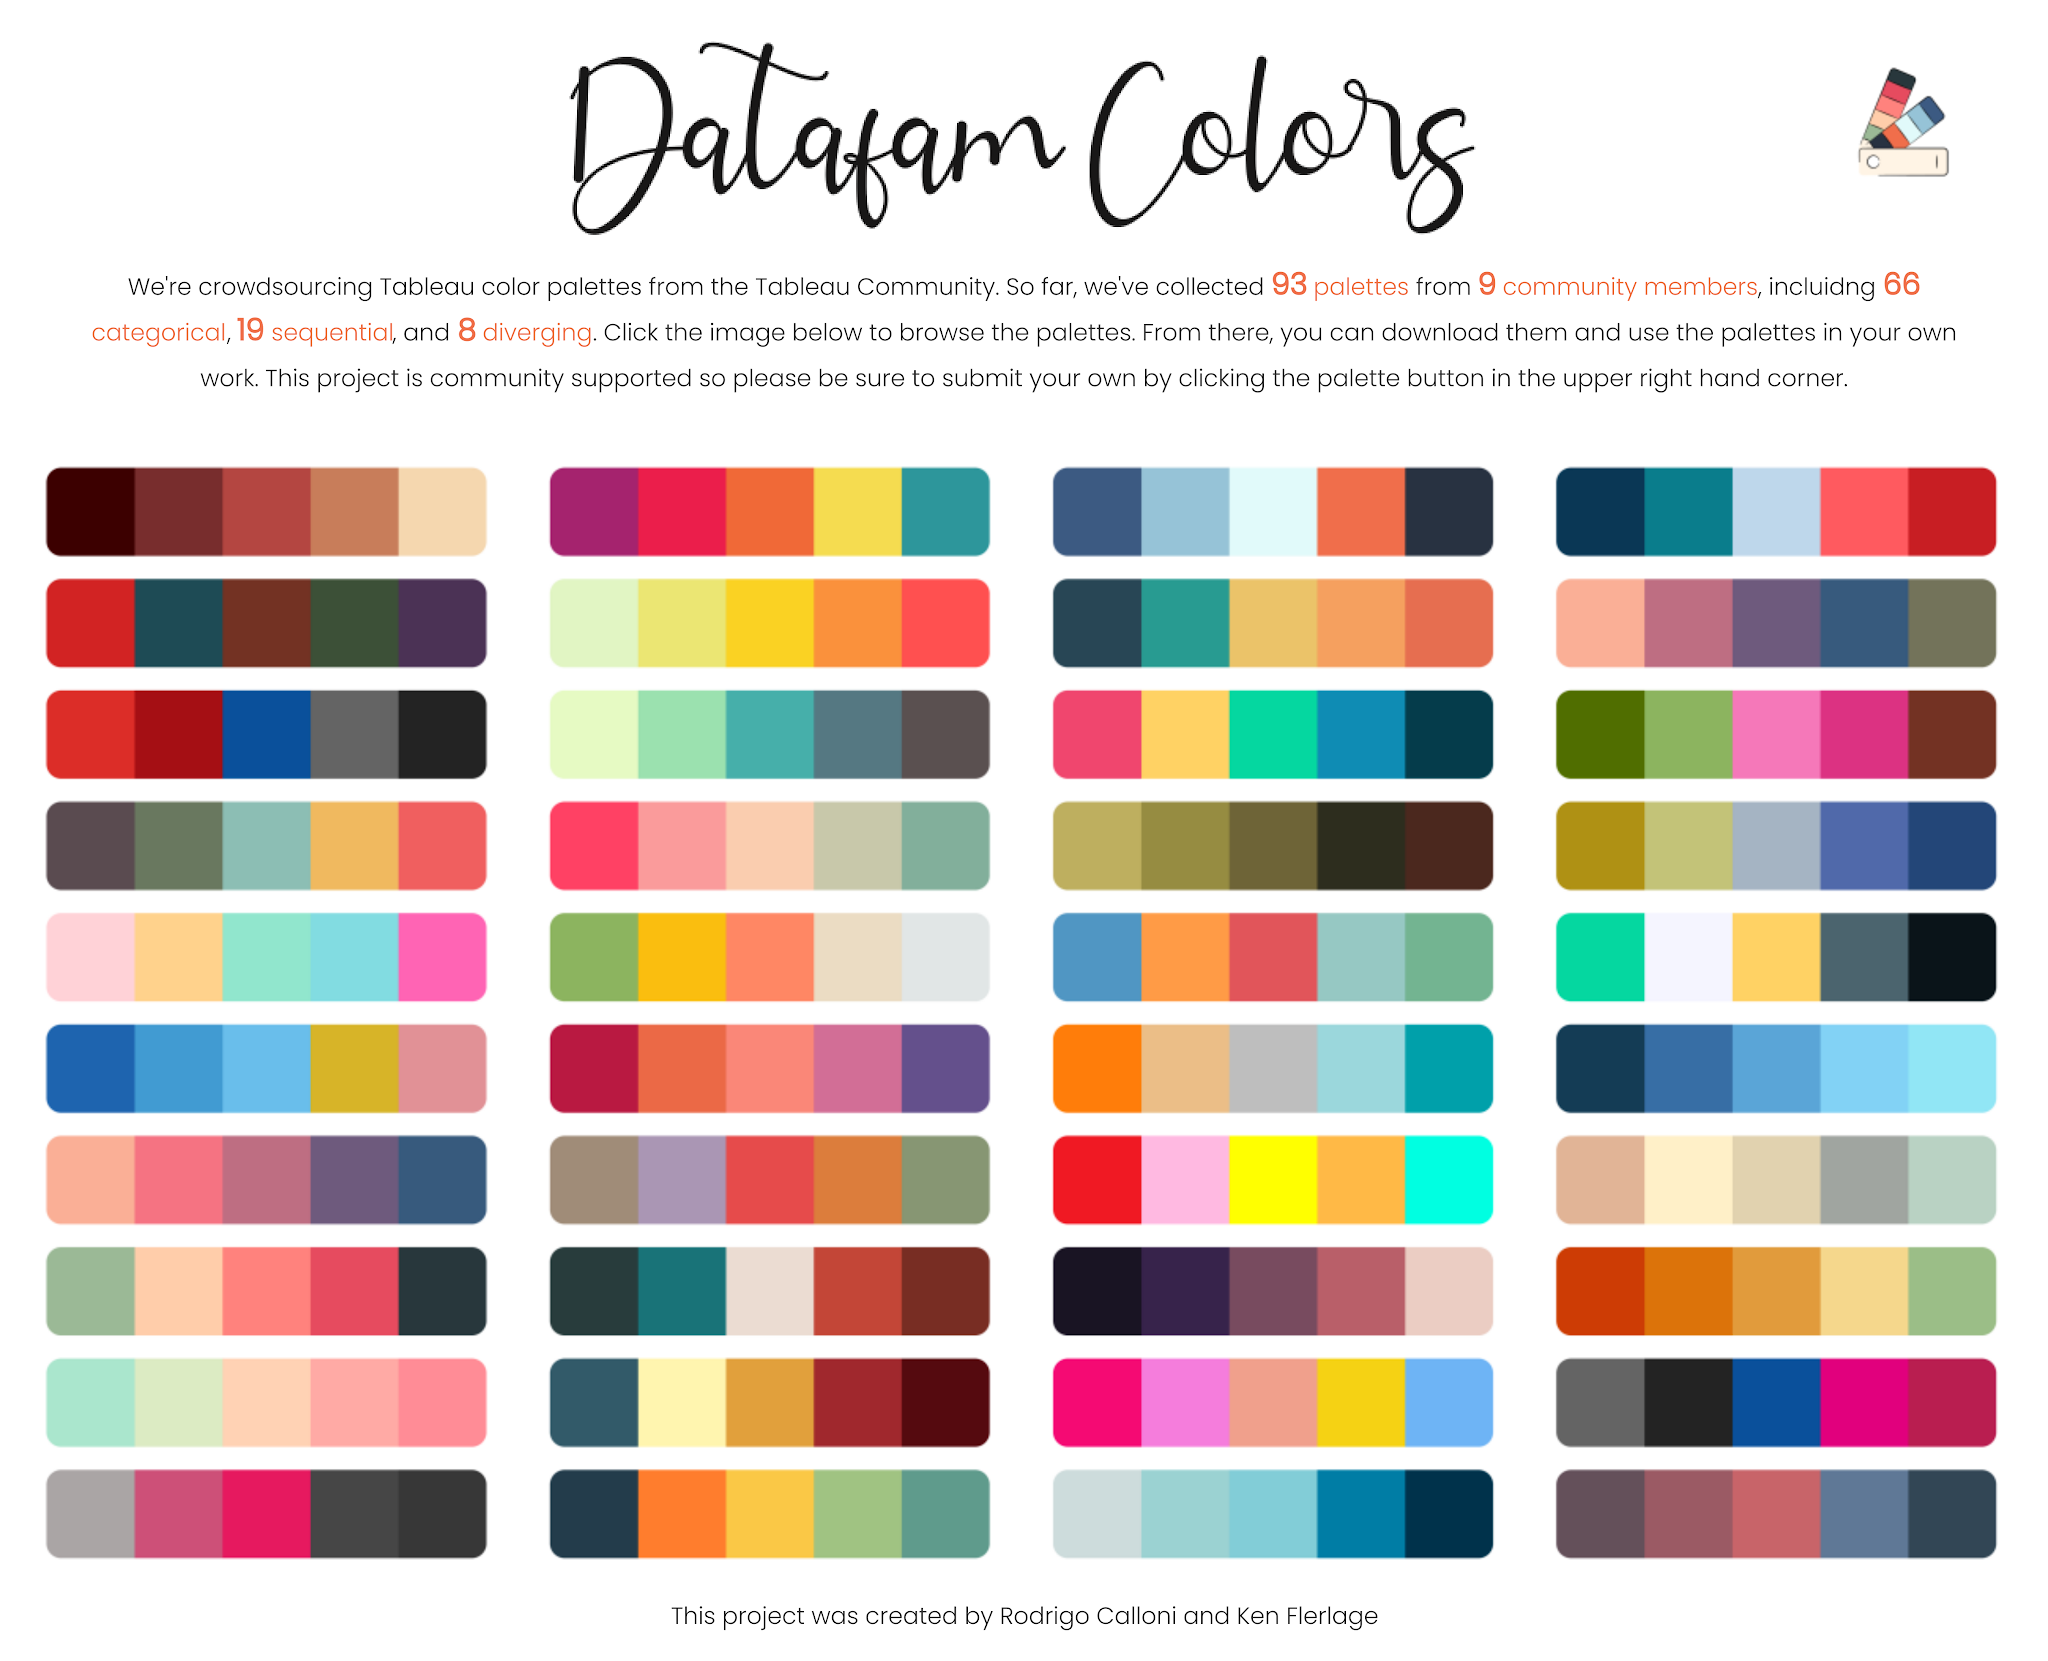 Datafam Colors
We're crowdsourcing Tableau color palettes from the Tableau Community. So far, we've collected 93 palettes from 9 community members, incluidng 66
categorical, 19 sequential, and 8 diverging. Click the image below to browse the palettes. From there, you can download them and use the palettes in your own
work. This project is community supported so please be sure to submit your own by clicking the palette button in the upper right hand corner.
This project was created by Rodrigo Calloni and Ken Flerlage